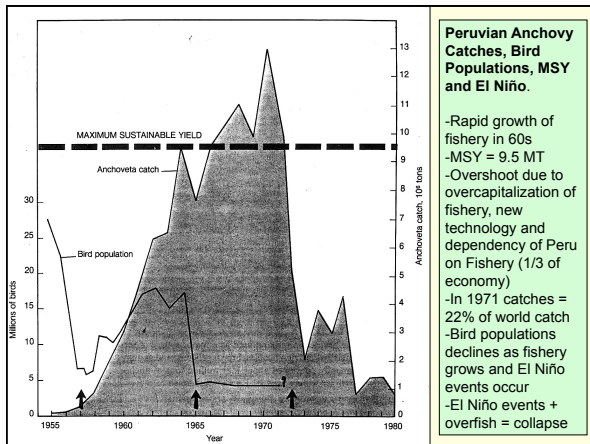 13
12
11
MAXIMUM SUSTAINABLE YIELD
10
9
Anchoveta catch
8
30
7
25
6
Bird population
20
5
15
4
3
10
2
5
1
0
0
Millions of birds
Anchoveta catch, 10⁶ tons
1955
1960
1965
1970
1975
1980
Year
Peruvian Anchovy
Catches, Bird
Populations, MSY
and El Niño.
-Rapid growth of
fishery in 60s
-MSY = 9.5 MT
-Overshoot due to
overcapitalization of
fishery, new
technology and
dependency of Peru
on Fishery (1/3 of
economy)
-In 1971 catches =
22% of world catch
-Bird populations
declines as fishery
grows and El Niño
events occur
-El Niño events +
overfish = collapse